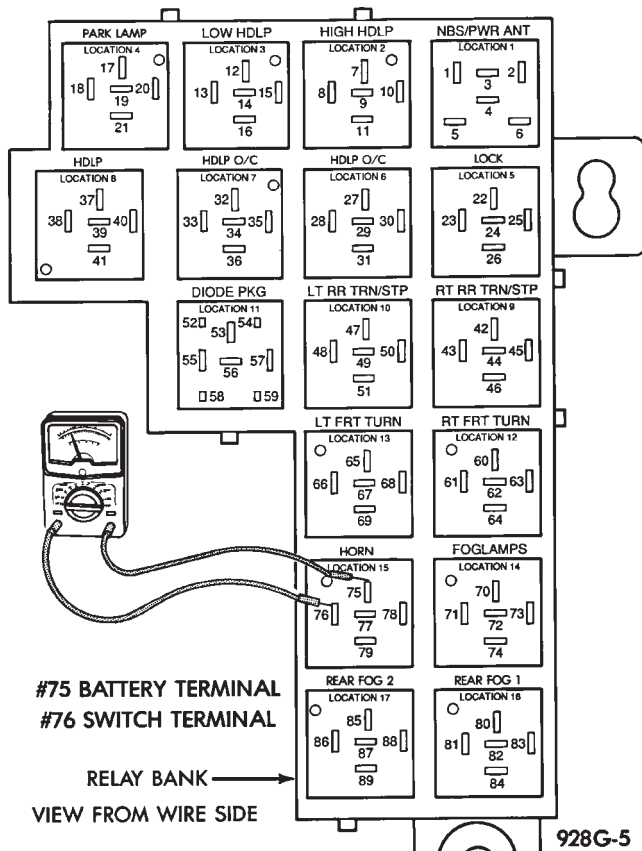 PARK LAMP LOW HDLP HIGH HDLP NBS/PWR ANT
LOCATION 4 LOCATION 3 LOCATION 2 LOCATION 1
17 12 7 1 3 2
18 20 13 15 8 10
19 14 9 4
21 16 11 5 6
HDLP HDLP O/C HDLP O/C LOCK
LOCATION 8 LOCATION 7 LOCATION 6 LOCATION 5
37 32 27 22
38 40 33 35 28 30 23 25
39 34 29 24
41 36 31 26
DIODE PKG LT RR TRN/STP RT RR TRN/STP
LOCATION 11 LOCATION 10 LOCATION 9
52 53 54 47 42
55 57 48 50 43 45
56 49 44
58 59 51 46
LT FRT TURN RT FRT TURN
LOCATION 13 LOCATION 12
65 60
66 68 61 63
67 62
69 64
HORN FOGLAMPS
LOCATION 15 LOCATION 14
75 70
76 78 71 73
77 72
79 74
#75 BATTERY TERMINAL
#76 SWITCH TERMINAL
REAR FOG 2 REAR FOG 1
LOCATION 17 LOCATION 16
85 80
86 88 81 83
87 82
89 84
RELAY BANK
VIEW FROM WIRE SIDE
928G-5